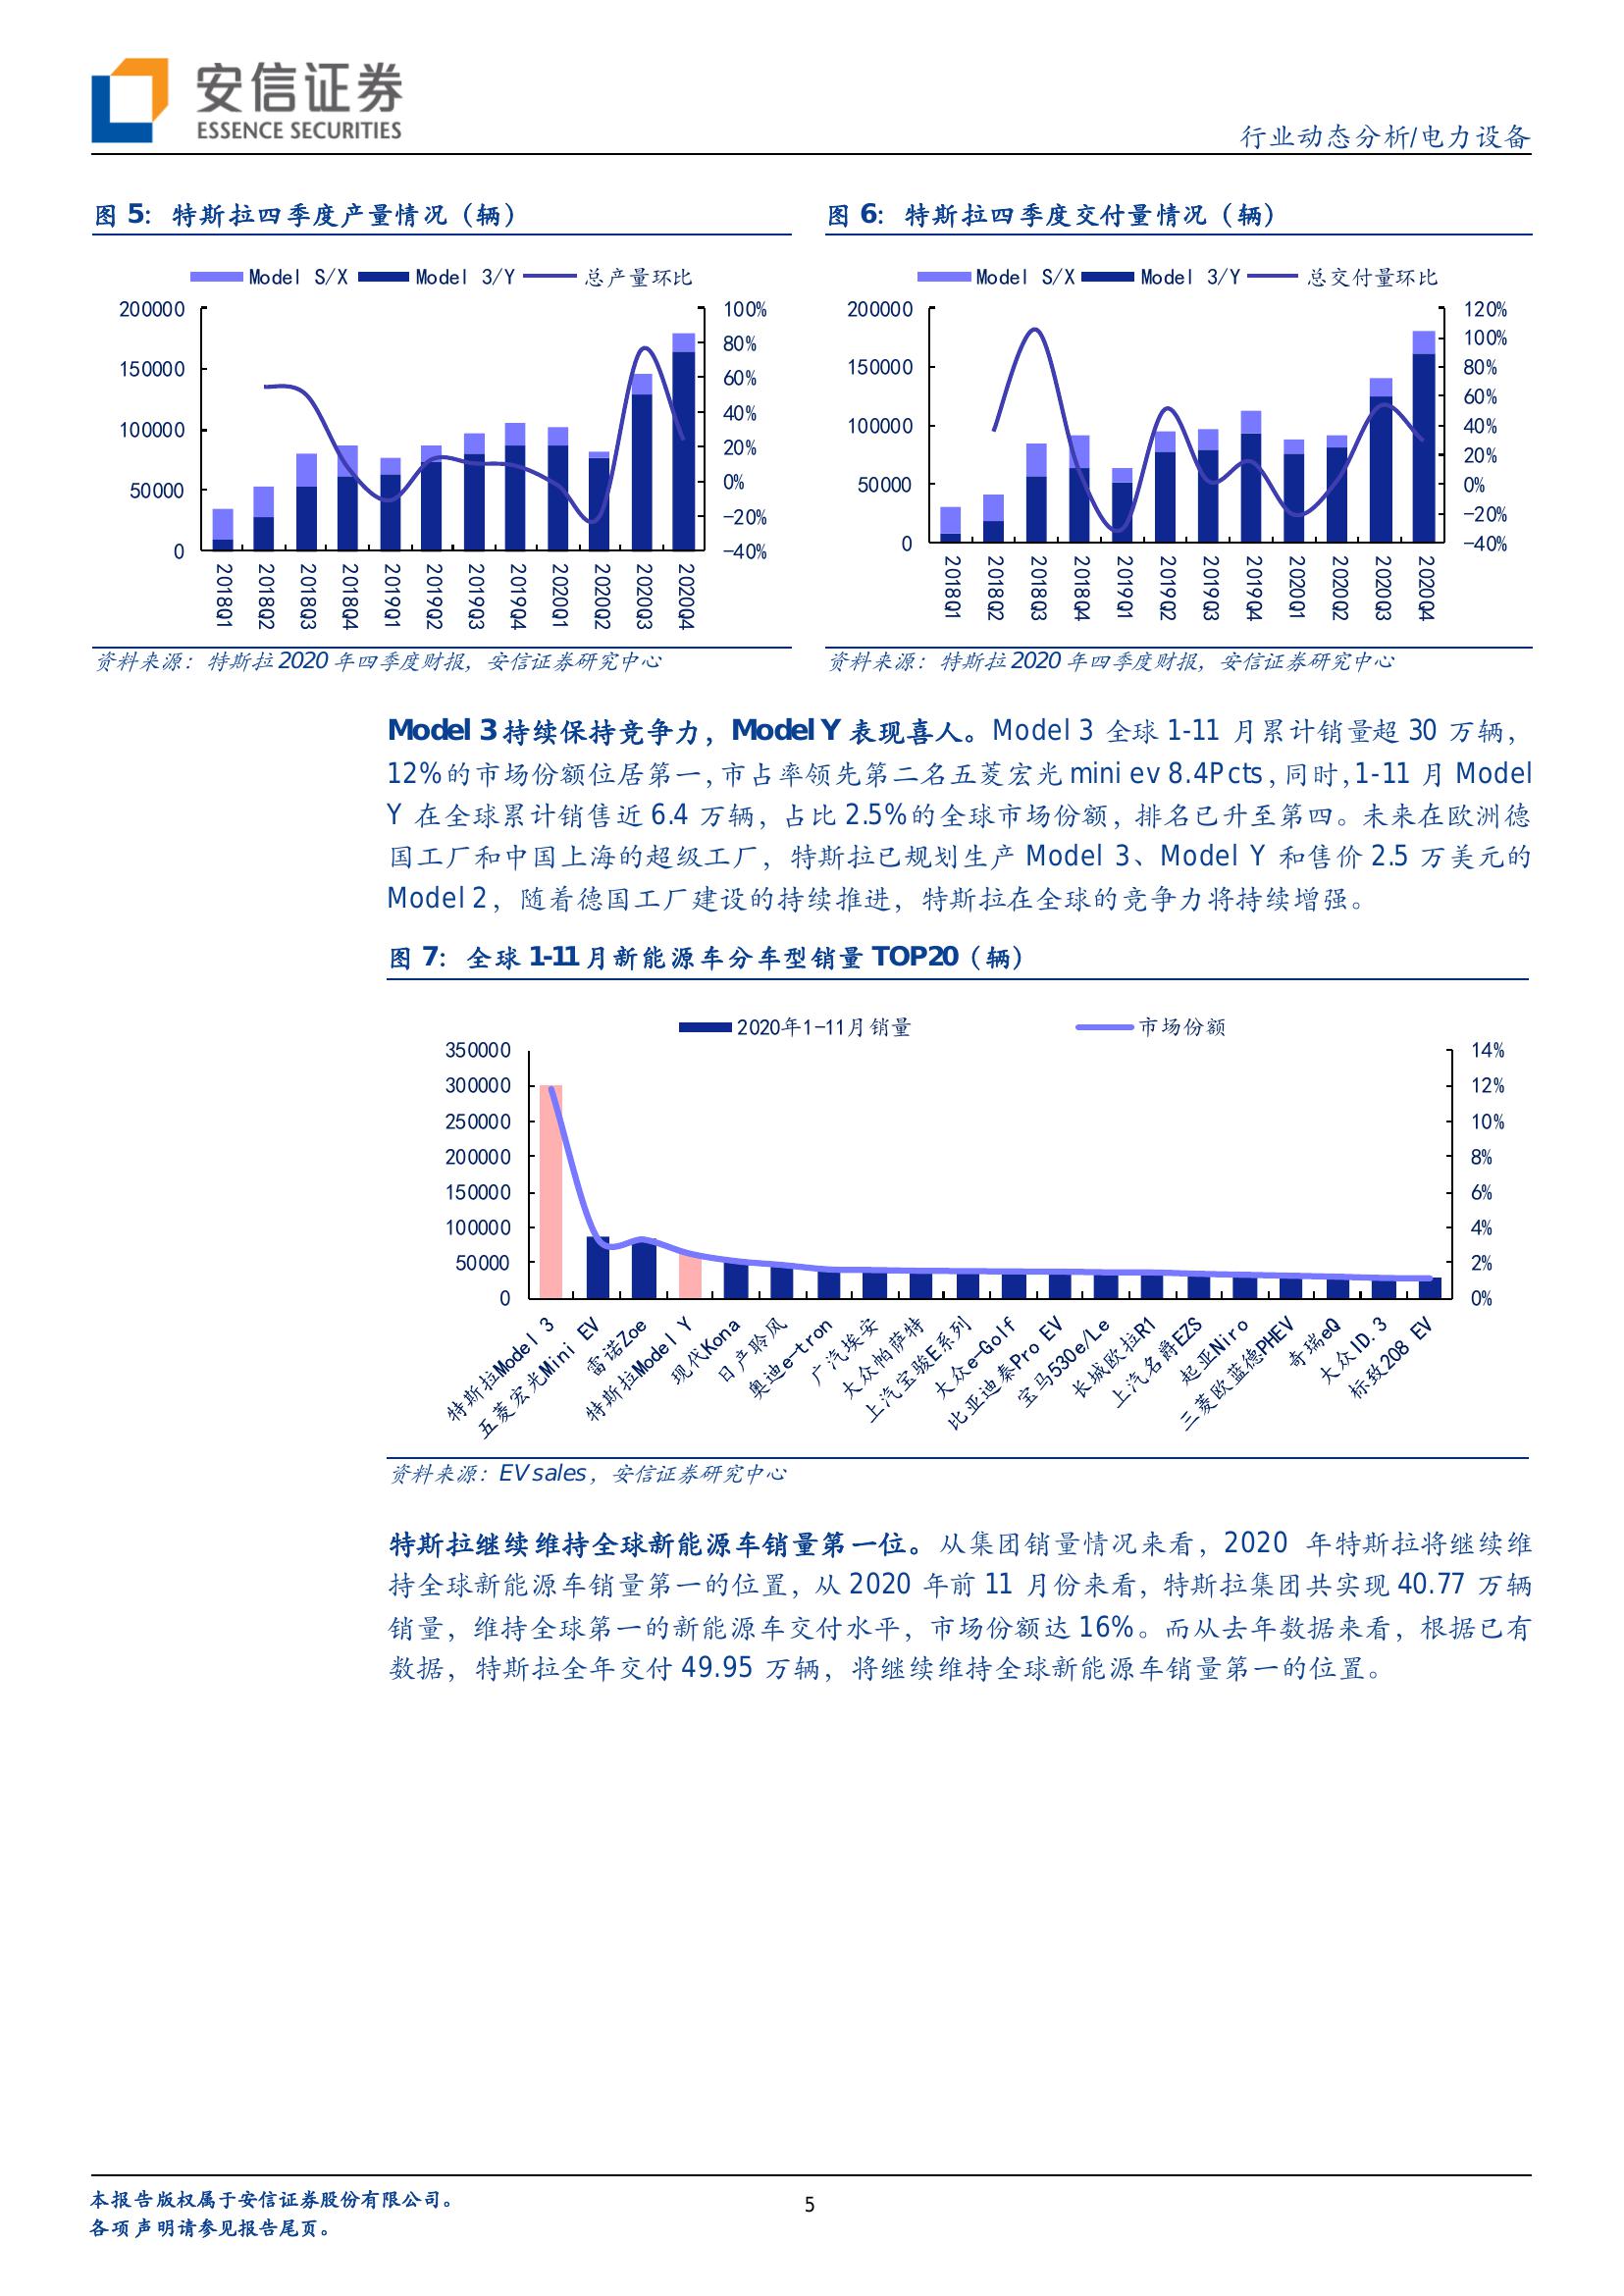 安信证券
ESSENCE SECURITIES
行业动态分析/电力设备
图 5：特斯拉四季度产量情况（辆）
Model S/X Model 3/Y 总产量环比
200000
150000
100000
50000
0
100%
80%
60%
40%
20%
0%
-20%
-40%
2018Q1
2018Q2
2018Q3
2018Q4
2019Q1
2019Q2
2019Q3
2019Q4
2020Q1
2020Q2
2020Q3
2020Q4
资料来源：特斯拉 2020 年四季度财报，安信证券研究中心
图 6：特斯拉四季度交付量情况（辆）
Model S/X Model 3/Y 总交付量环比
200000
150000
100000
50000
0
120%
100%
80%
60%
40%
20%
0%
-20%
-40%
2018Q1
2018Q2
2018Q3
2018Q4
2019Q1
2019Q2
2019Q3
2019Q4
2020Q1
2020Q2
2020Q3
2020Q4
资料来源：特斯拉 2020 年四季度财报，安信证券研究中心
Model 3 持续保持竞争力，Model Y 表现喜人。Model 3 全球 1-11 月累计销量超 30 万辆，
12%的市场份额位居第一，市占率领先第二名五菱宏光 mini ev 8.4Pcts，同时，1-11 月 Model
Y 在全球累计销售近 6.4 万辆，占比 2.5%的全球市场份额，排名已升至第四。未来在欧洲德
国工厂和中国上海的超级工厂，特斯拉已规划生产 Model 3、Model Y 和售价 2.5 万美元的
Model 2，随着德国工厂建设的持续推进，特斯拉在全球的竞争力将持续增强。
图 7：全球 1-11 月新能源车分车型销量 TOP20（辆）
2020年1-11月销量 市场份额
350000
300000
250000
200000
150000
100000
50000
0
14%
12%
10%
8%
6%
4%
2%
0%
特斯拉Model 3
五菱宏光Mini EV
雷诺Zoe
特斯拉Model Y
现代Kona
日产聆风
奥迪e-tron
广汽埃安
大众帕萨特
上汽宝骏E系列
大众e-Golf
比亚迪秦Pro EV
宝马530e/Le
长城欧拉R1
上汽名爵EZS
起亚Niro
三菱欧蓝德PHEV
奇瑞eQ
大众ID.3
标致208 EV
资料来源：EV sales，安信证券研究中心
特斯拉继续维持全球新能源车销量第一位。从集团销量情况来看，2020 年特斯拉将继续维
持全球新能源车销量第一的位置，从 2020 年前 11 月份来看，特斯拉集团共实现 40.77 万辆
销量，维持全球第一的新能源车交付水平，市场份额达 16%。而从去年数据来看，根据已有
数据，特斯拉全年交付 49.95 万辆，将继续维持全球新能源车销量第一的位置。
本报告版权属于安信证券股份有限公司。
各项声明请参见报告尾页。
5